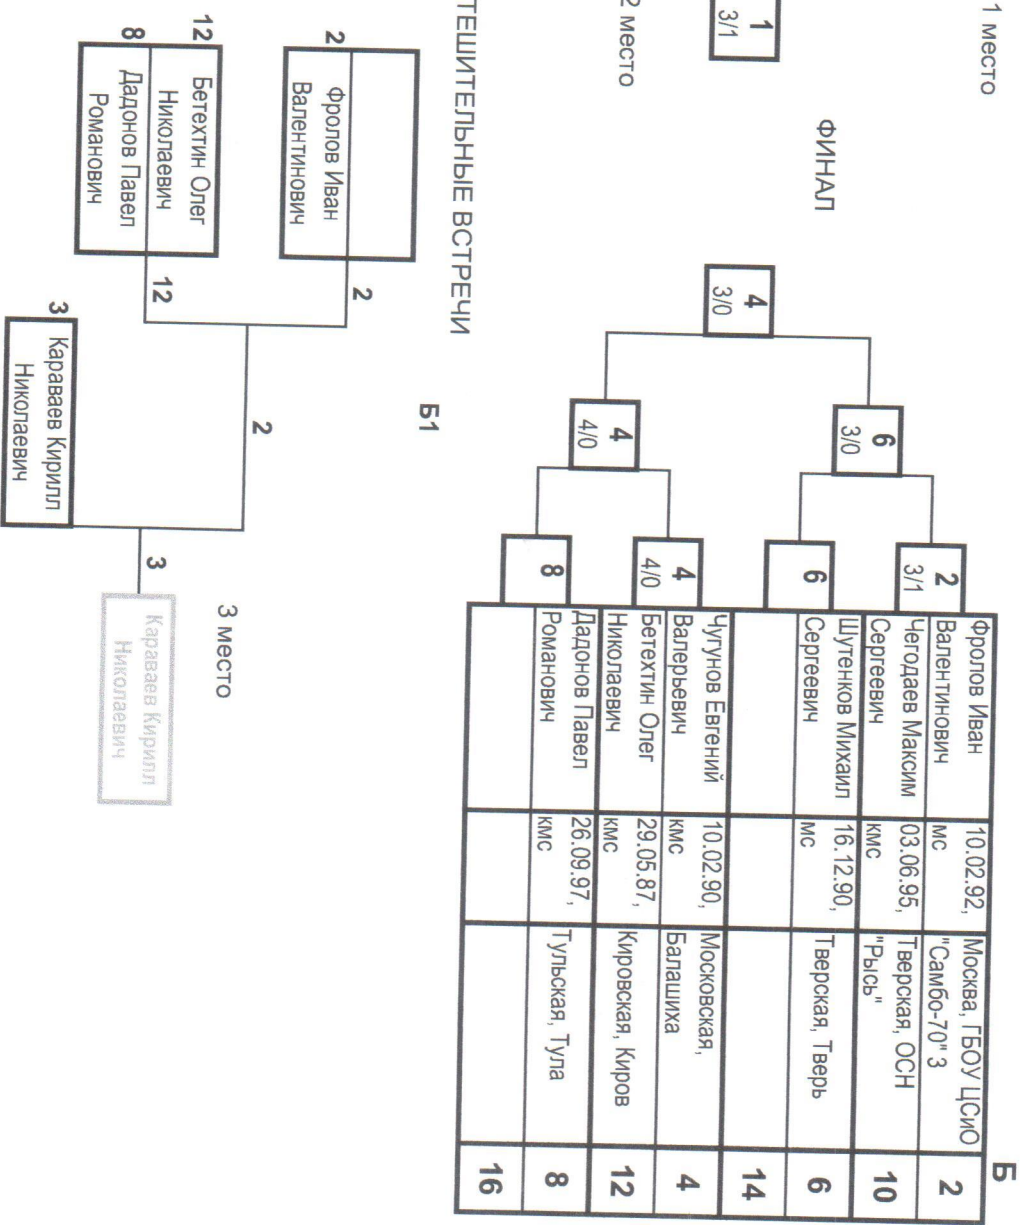 Б
Фролов Иван
Валентинович
10.02.92,
мс
Москва, ГБОУ ЦСиО
"Самбо-70" 3
2
Чегодаев Максим
Сергеевич
03.06.95,
кмс
Тверская, ОСН
"Рысь"
10
Шутенков Михаил
Сергеевич
16.12.90,
мс
Тверская, Тверь
6
14
Чугунов Евгений
Валерьевич
10.02.90,
кмс
Московская,
Балашиха
4
Бетехтин Олег
Николаевич
29.05.87,
кмс
Кировская, Киров
12
Дадонов Павел
Романович
26.09.97,
кмс
Тульская, Тула
8
16
2
3/1
6
4
4/0
8
6
3/0
4
4/0
4
3/0
1 место
ФИНАЛ
1
3/1
2 место
ТЕШИТЕЛЬНЫЕ ВСТРЕЧИ
Б1
2
Фролов Иван
Валентинович
2
12
Бетехтин Олег
Николаевич
8
Дадонов Павел
Романович
12
2
3
Караваев Кирилл
Николаевич
3
3 место
Караваев Кирилл
Николаевич